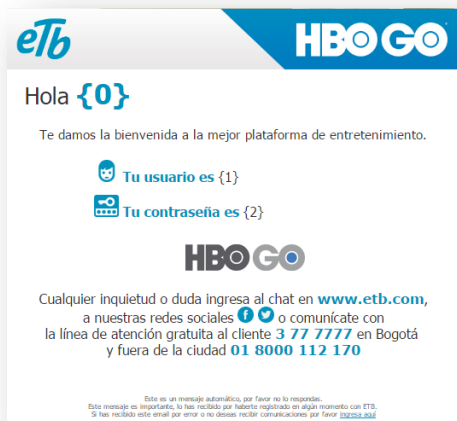 eTb
HBO GO
Hola {0}
Te damos la bienvenida a la mejor plataforma de entretenimiento.
Tu usuario es {1}
Tu contraseña es {2}
HBO GO
Cualquier inquietud o duda ingresa al chat en www.etb.com,
a nuestras redes sociales o comunícate con
la línea de atención gratuita al cliente 3 77 7777 en Bogotá
y fuera de la ciudad 01 8000 112 170
Este es un mensaje automático, por favor no lo respondas.
Este mensaje es importante, lo has recibido por haberte registrado en algún momento con ETB.
Si has recibido este email por error o no deseas recibir comunicaciones por favor ingresa aquí